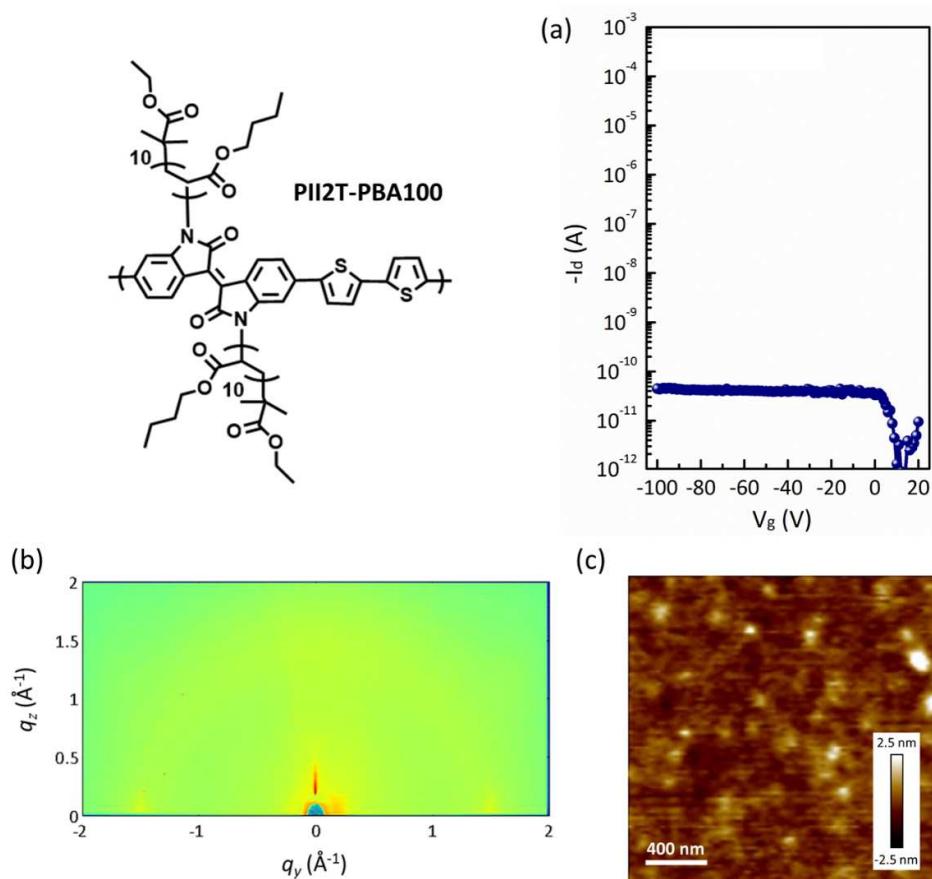 (a)
10⁻³
10⁻⁴
10⁻⁵
10⁻⁶
10⁻⁷
10⁻⁸
10⁻⁹
10⁻¹⁰
10⁻¹¹
10⁻¹²
-Id (A)
-100 -80 -60 -40 -20 0 20
Vg (V)
O
O
O
O
10
PII2T-PBA100
N
O
S
S
O
N
O
O
10
O
O
(b)
2
1.5
1
0.5
0
qz (Å⁻¹)
-2 -1 0 1 2
qy (Å⁻¹)
(c)
2.5 nm
-2.5 nm
400 nm